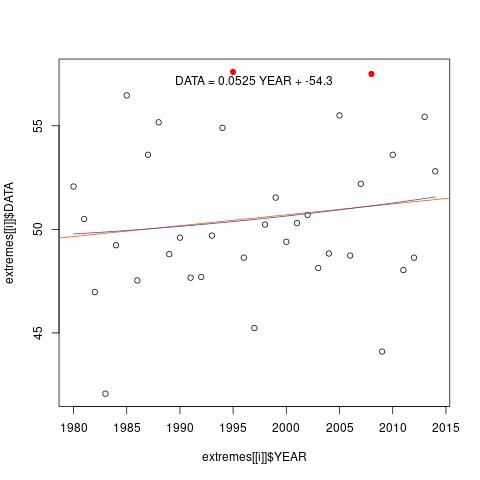 DATA = 0.0525 YEAR + -54.3
55
50
45
extremes[[i]]$DATA
1980 1985 1990 1995 2000 2005 2010 2015
extremes[[i]]$YEAR